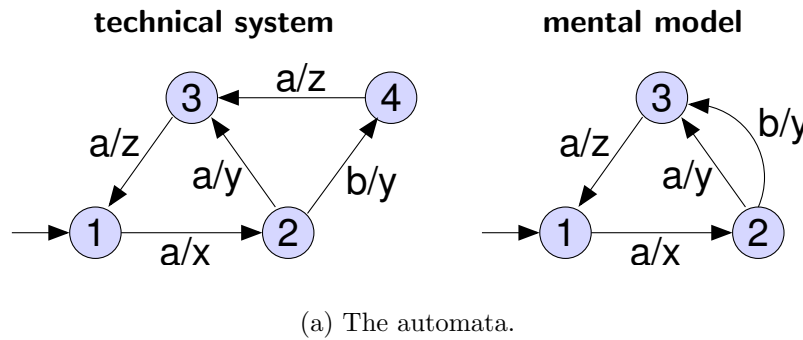 technical system
mental model
3
a/z
4
3
b/y
a/z
a/y
b/y
a/z
a/y
1
a/x
2
1
a/x
2
(a) The automata.